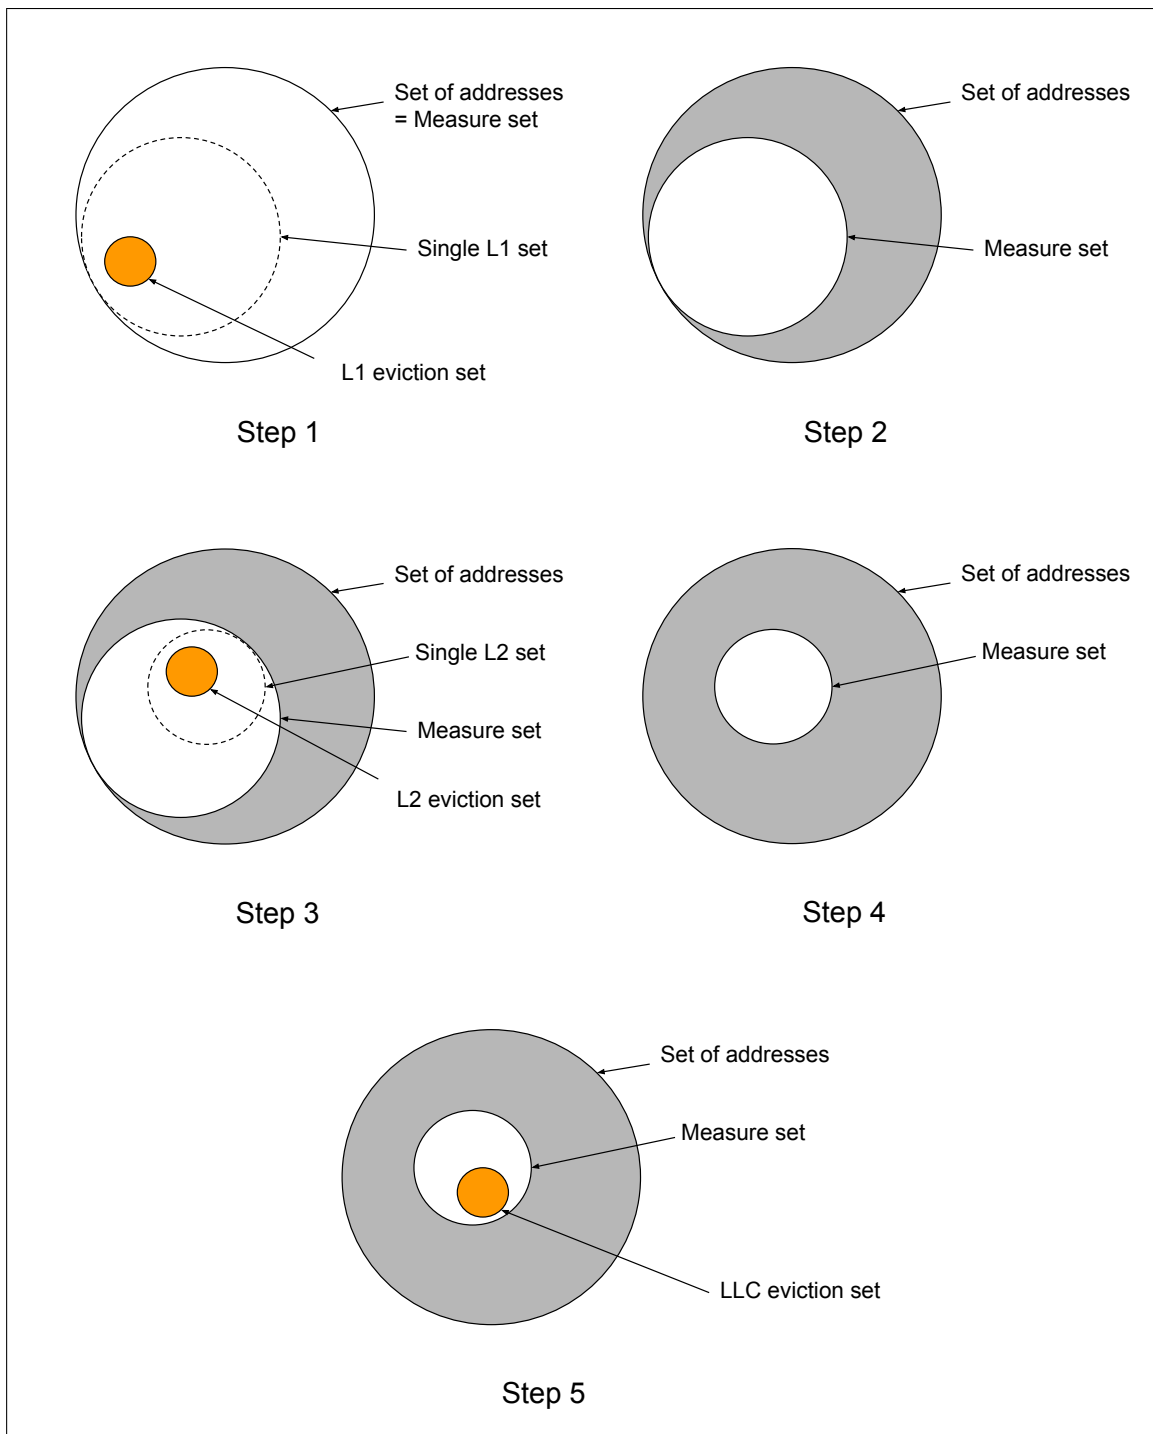 Set of addresses
= Measure set
Single L1 set
L1 eviction set
Step 1
Set of addresses
Measure set
Step 2
Set of addresses
Single L2 set
Measure set
L2 eviction set
Step 3
Set of addresses
Measure set
Step 4
Set of addresses
Measure set
LLC eviction set
Step 5